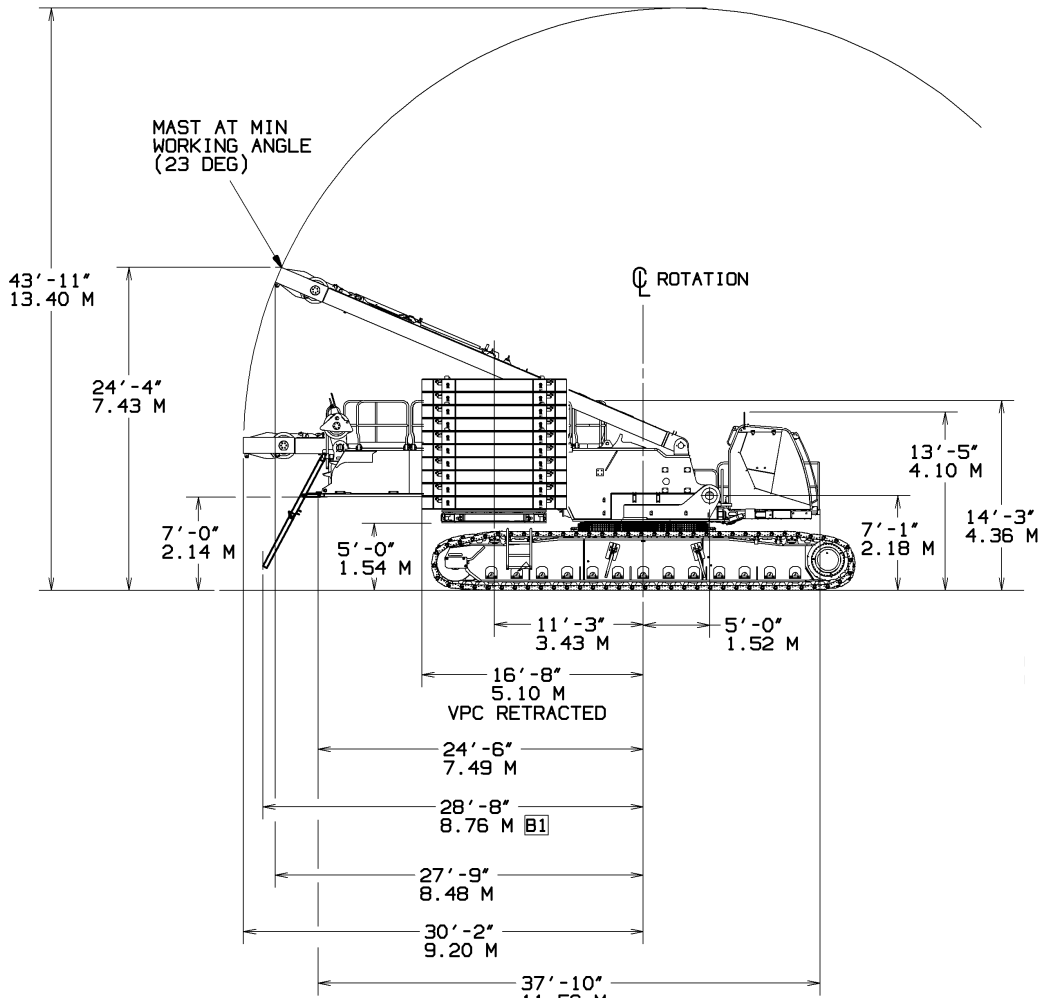 MAST AT MIN
WORKING ANGLE
(23 DEG)
43'-11"
13.40 M
℄ ROTATION
24'-4"
7.43 M
13'-5"
4.10 M
7'-0"
2.14 M
5'-0"
1.54 M
7'-1"
2.18 M
14'-3"
4.36 M
11'-3"
3.43 M
5'-0"
1.52 M
16'-8"
5.10 M
VPC RETRACTED
24'-6"
7.49 M
28'-8"
8.76 M B1
27'-9"
8.48 M
30'-2"
9.20 M
37'-10"